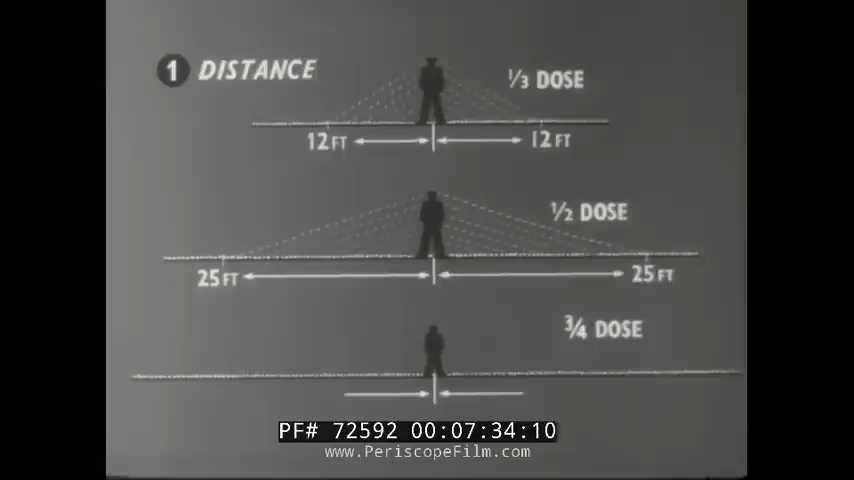 1 DISTANCE
1/3 DOSE
12 FT 12 FT
1/2 DOSE
25 FT 25 FT
3/4 DOSE
PF# 72592 00:07:34:10
www.PeriscopeFilm.com